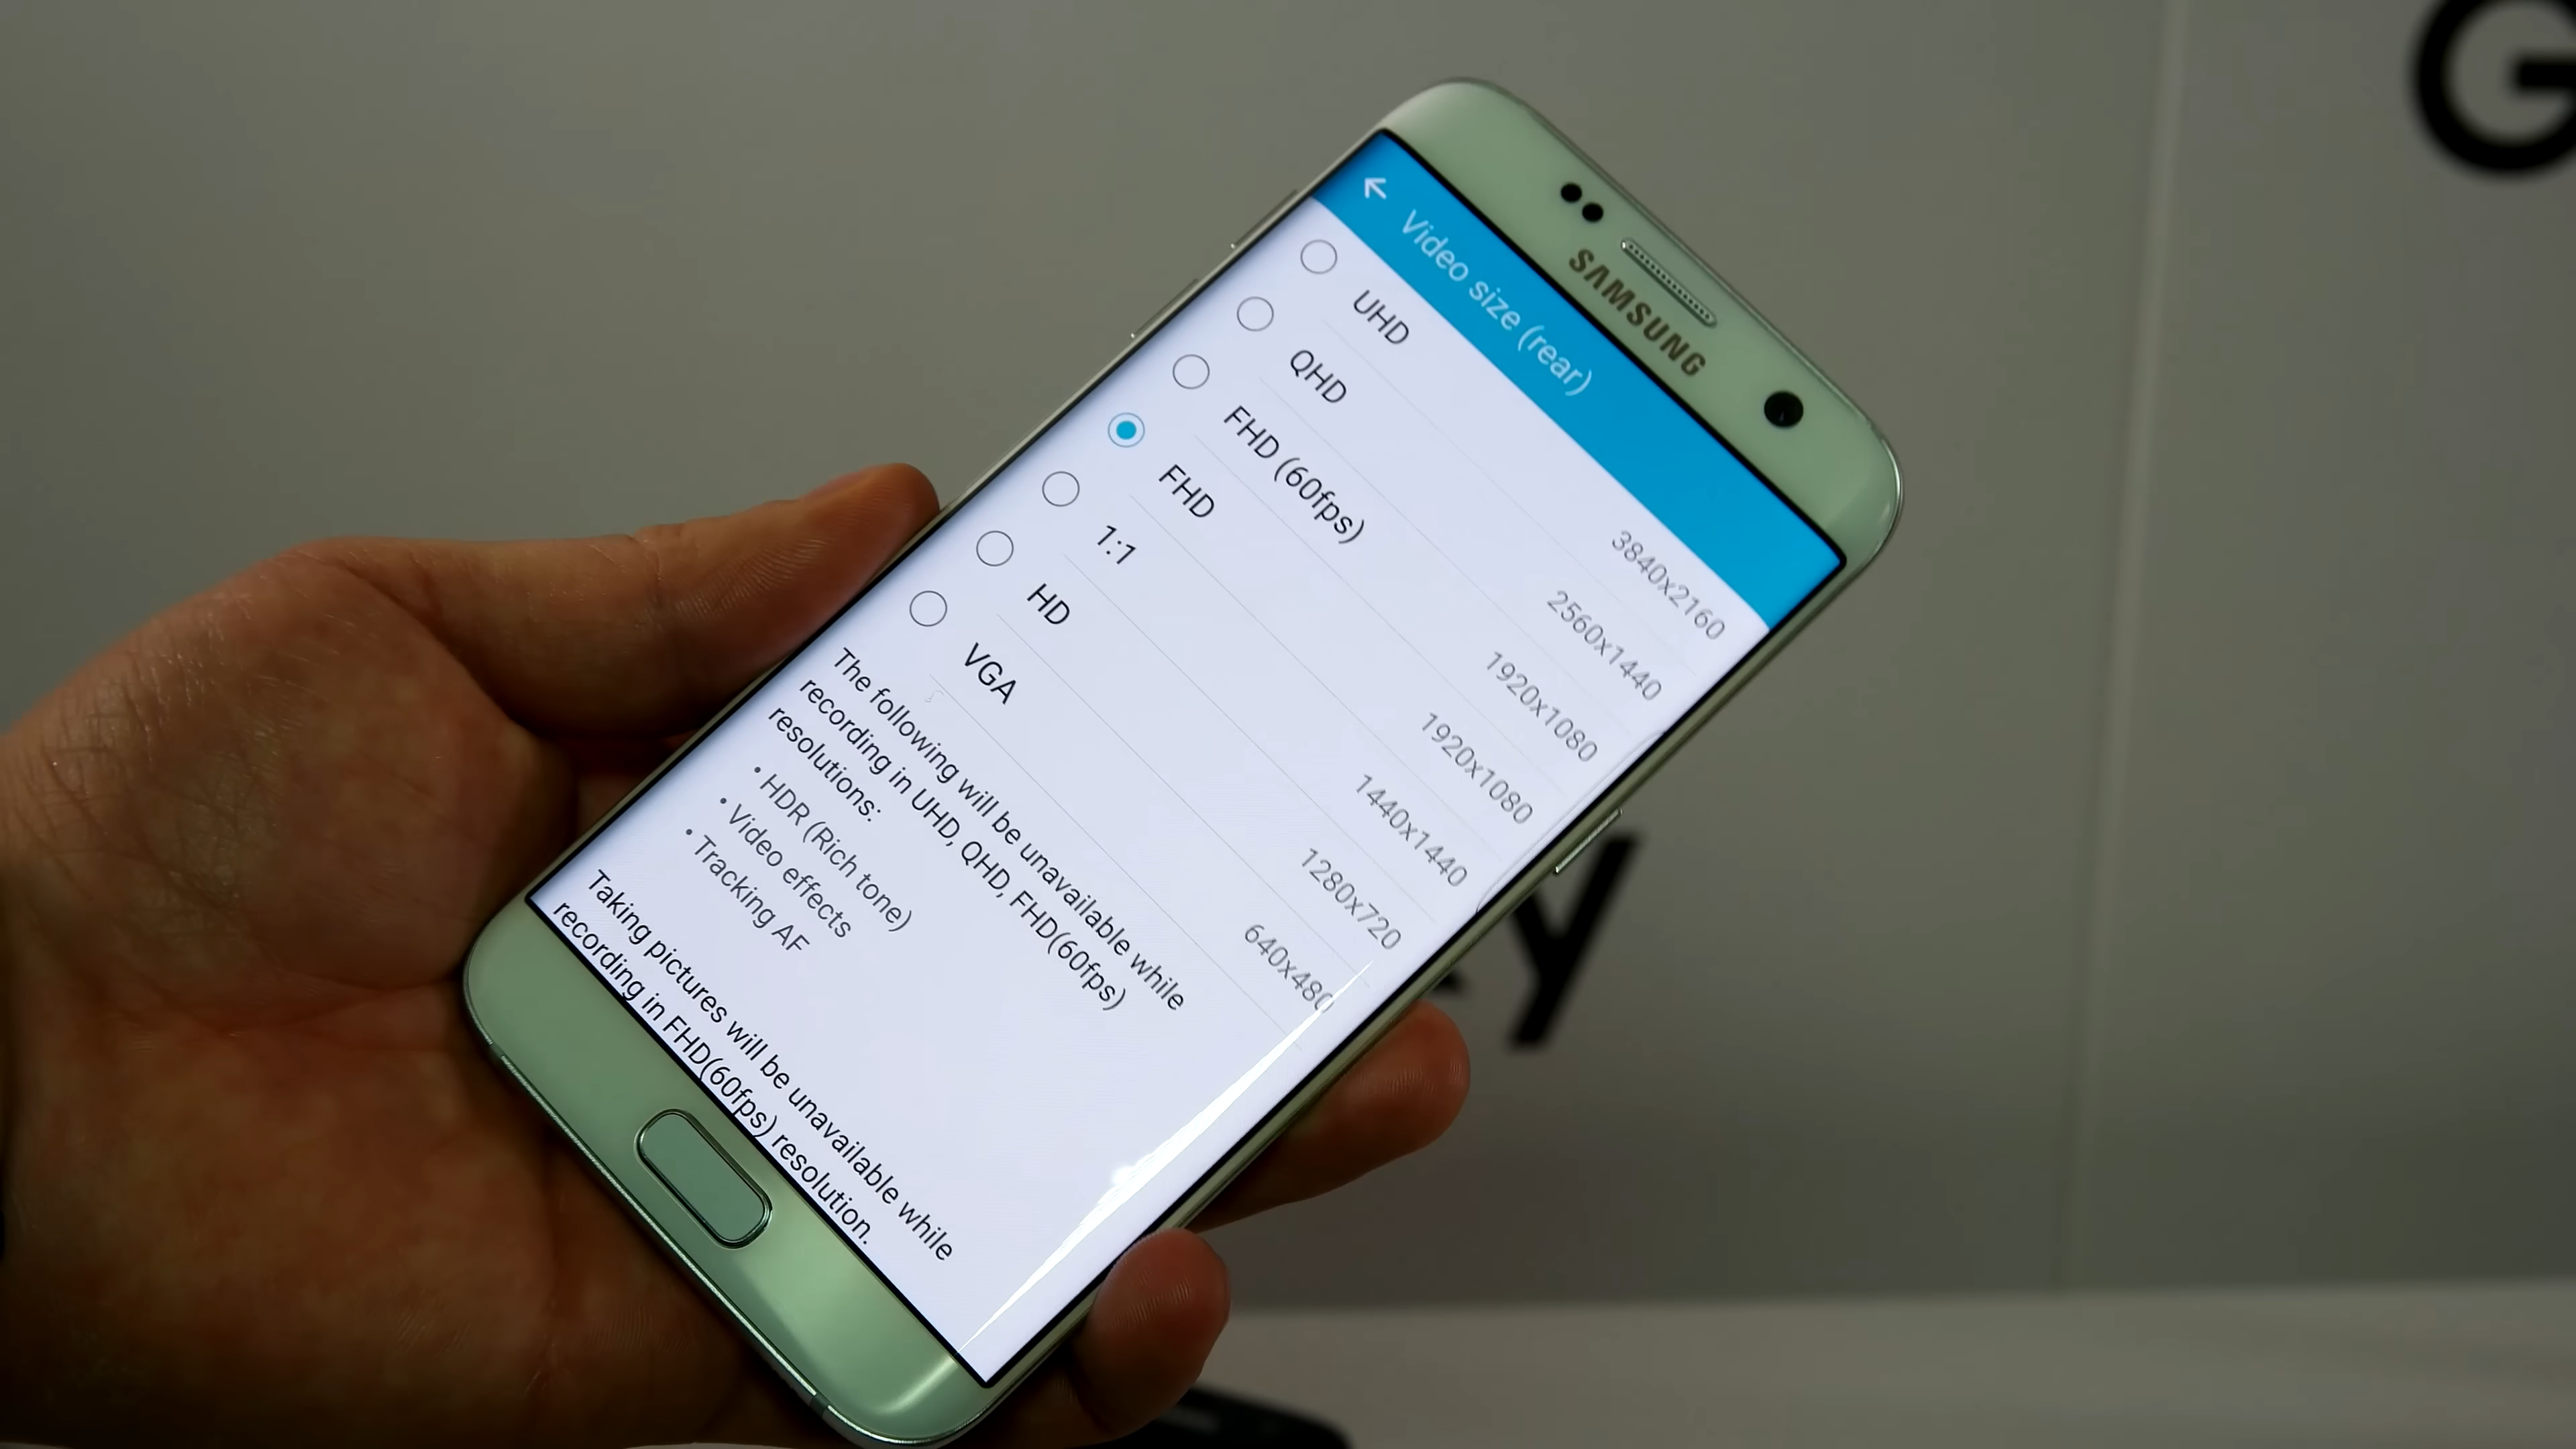 SAMSUNG
Video size (rear)
UHD 3840x2160
QHD 2560x1440
FHD (60fps) 1920x1080
FHD 1920x1080
1:1 1440x1440
HD 1280x720
VGA 640x480
The following will be unavailable while
recording in UHD, QHD, FHD(60fps)
resolutions:
• HDR (Rich tone)
• Video effects
• Tracking AF
Taking pictures will be unavailable while
recording in FHD(60fps) resolution.
G
y